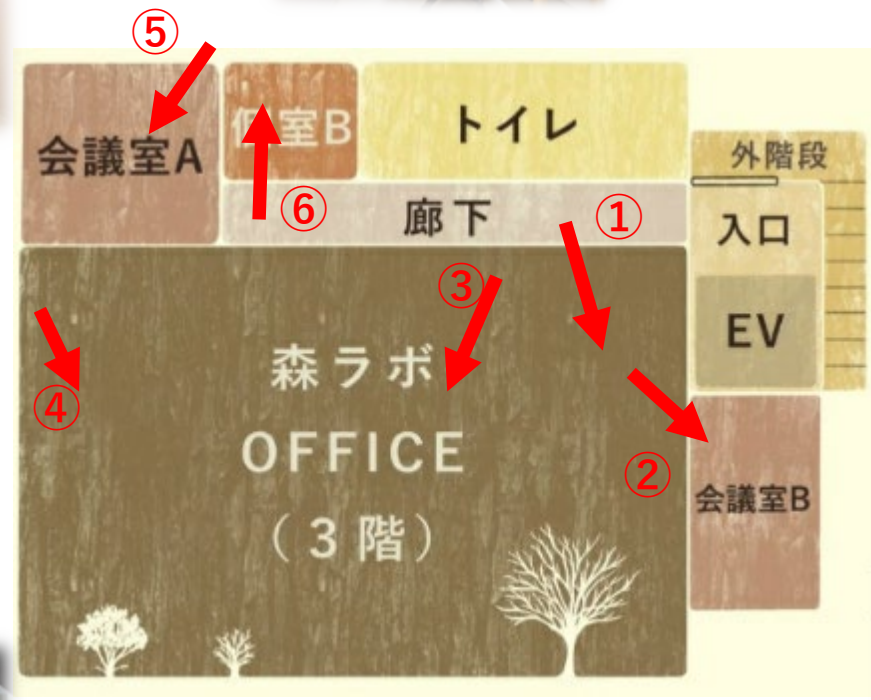 ⑤
会議室A
個室B
トイレ
外階段
⑥
廊下
①
入口
③
EV
森ラボ
OFFICE
（3階）
④
②
会議室B